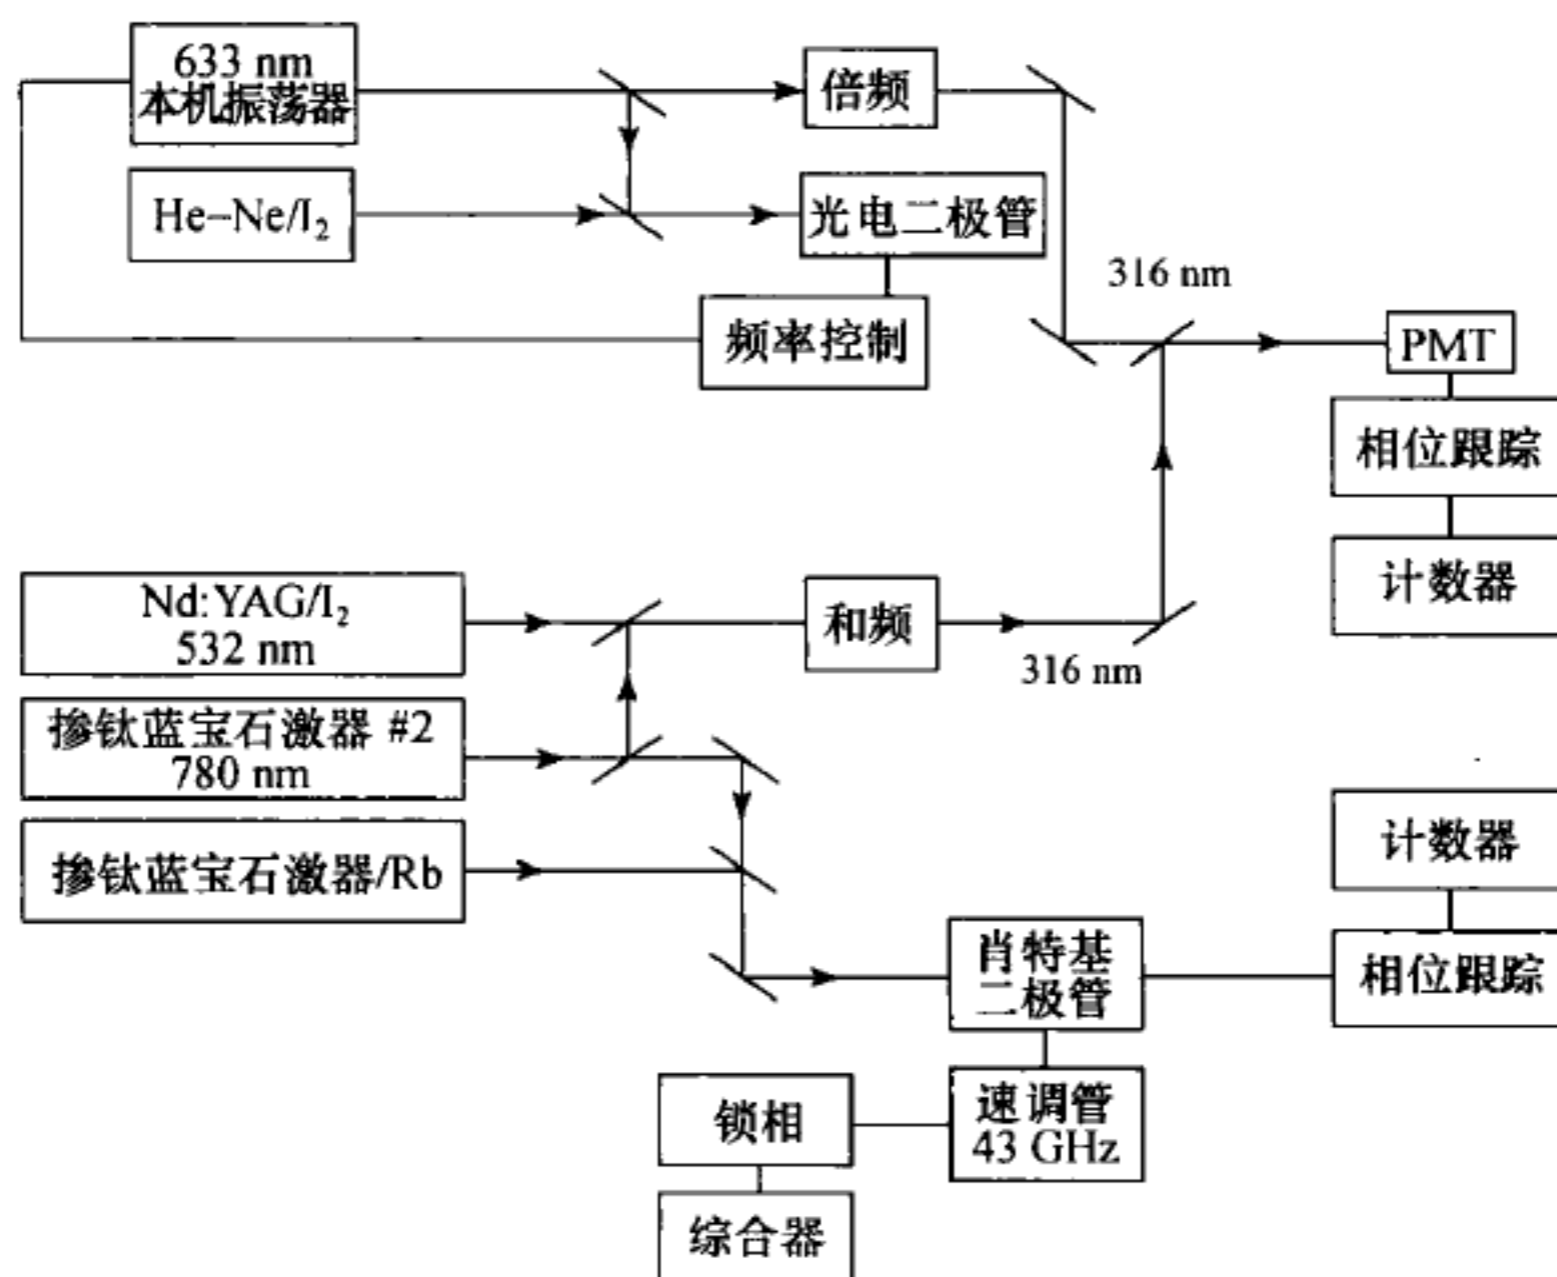 633 nm
本机振荡器
倍频
He–Ne/I₂
光电二极管
316 nm
频率控制
PMT
相位跟踪
计数器
Nd:YAG/I₂
532 nm
和频
316 nm
掺钛蓝宝石激器 #2
780 nm
掺钛蓝宝石激器/Rb
计数器
肖特基
二极管
相位跟踪
速调管
43 GHz
锁相
综合器